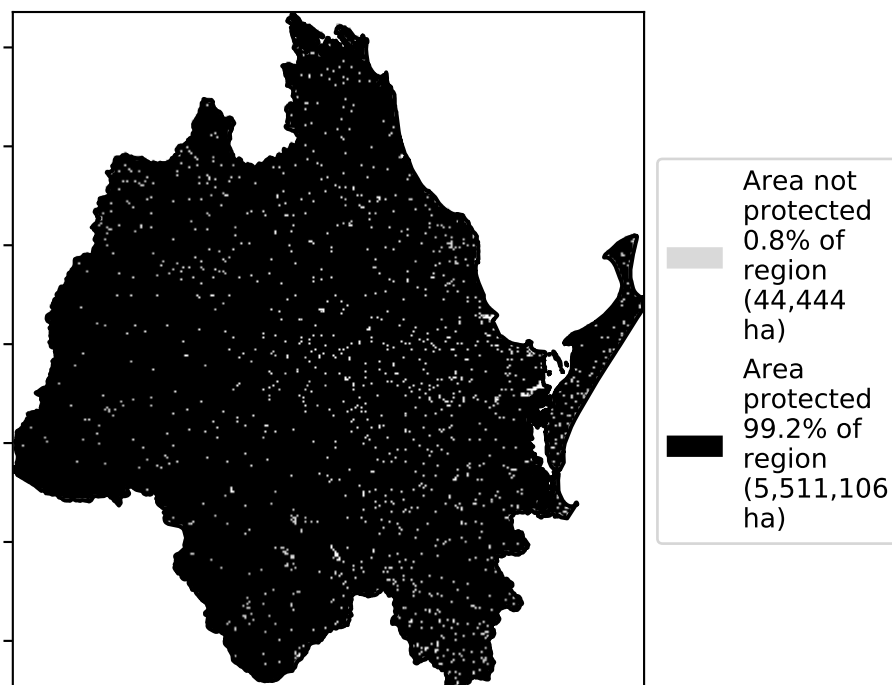 Area not
protected
0.8% of
region
(44,444
ha)
Area
protected
99.2% of
region
(5,511,106
ha)